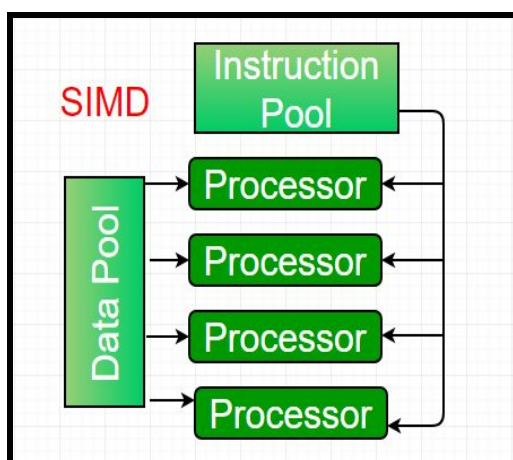 Instruction
Pool
SIMD
Processor
Processor
Processor
Processor
Data Pool